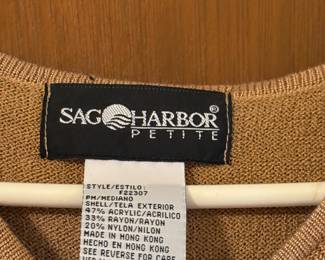 SAG HARBOR®
PETITE
STYLE/ESTILO:
F22307
PM/MEDIANO
SHELL/TELA EXTERIOR
47% ACRYLIC/ACRILICO
33% RAYON/RAYON
20% NYLON/NILON
MADE IN HONG KONG
HECHO EN HONG KONG
SEE REVERSE FOR CARE